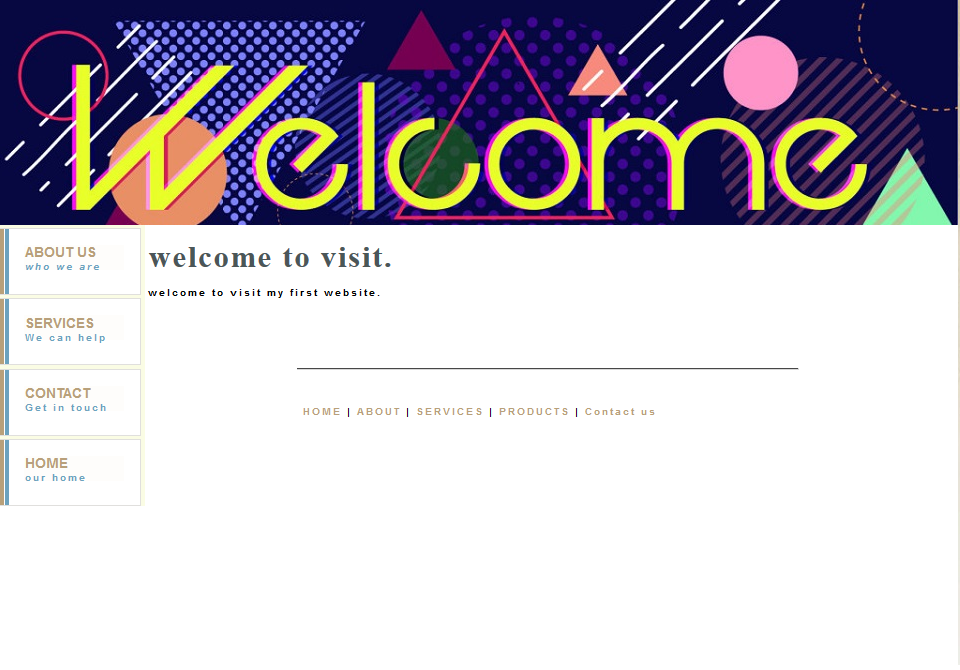 Welcome
ABOUT US
who we are
SERVICES
We can help
CONTACT
Get in touch
HOME
our home
welcome to visit.
welcome to visit my first website.
HOME | ABOUT | SERVICES | PRODUCTS | Contact us